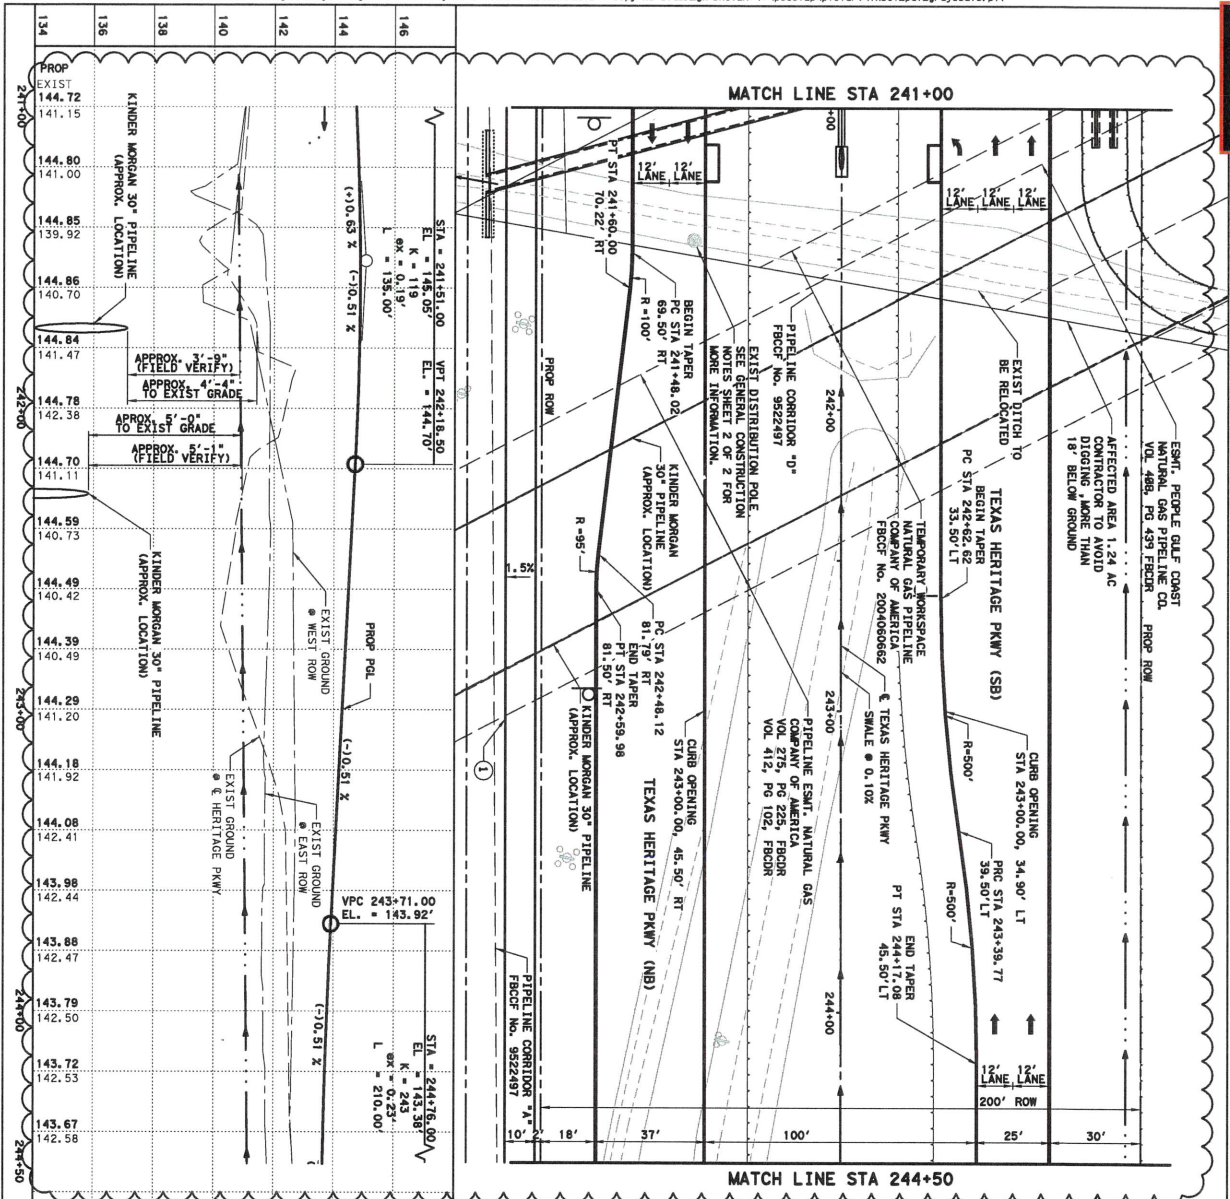 MATCH LINE STA 241+00
134
136
138
140
142
144
146
PROP
EXIST
144.72
141.15
144.80
141.00
144.85
139.92
144.86
140.70
144.84
141.47
144.78
142.38
144.70
141.11
144.59
140.73
144.49
140.42
144.39
140.49
144.29
141.20
144.18
141.92
144.08
142.41
143.98
142.44
143.88
142.47
143.79
142.50
143.72
142.53
143.67
142.58
241+00
242+00
243+00
244+00
244+50
KINDER MORGAN 30" PIPELINE
(APPROX. LOCATION)
APPROX. 3'-9"
(FIELD VERIFY)
APPROX. 4'-4"
TO EXIST GRADE
APROX. 5'-0"
TO EXIST GRADE
APPROX. 5'-1"
(FIELD VERIFY)
KINDER MORGAN 30" PIPELINE
(APPROX. LOCATION)
(+)0.63 %
(-)0.51 %
STA = 241+51.00
EL = 145.05'
K = 119
ex = 0.19'
L = 135.00'
VPT 242+18.50
EL. = 144.70'
EXIST GROUND
@ WEST ROW
PROP PGL
(-)0.51 %
EXIST GROUND
@ EAST ROW
EXIST GROUND
@ ℄ HERITAGE PKWY
VPC 243+71.00
EL. = 143.92'
(-)0.51 %
STA = 244+76.00
EL = 143.38'
K = 243
ex = 0.23'
L = 210.00'
+00
12'
LANE
12'
LANE
12'
LANE
12'
LANE
12'
LANE
PT STA 241+60.00
70.22' RT
BEGIN TAPER
PC STA 241+48.02
69.50' RT
R =100'
PROP ROW
EXIST DISTRIBUTION POLE
SEE GENERAL CONSTRUCTION
NOTES SHEET 2 OF 2 FOR
MORE INFORMATION.
PIPELINE CORRIDOR "D"
FBCCF No. 9522497
242+00
EXIST DITCH TO
BE RELOCATED
AFFECTED AREA 1.24 AC
CONTRACTOR TO AVOID
DIGGING ,MORE THAN
18' BELOW GROUND
ESMT. PEOPLE GULF COAST
NATURAL GAS PIPELINE CO.
VOL 408, PG 439 FBCDR
KINDER MORGAN
30" PIPELINE
(APPROX. LOCATION)
R =95'
1.5%
TEMPORARY WORKSPACE
NATURAL GAS PIPELINE
COMPANY OF AMERICA
FBCCF No. 2004060662
BEGIN TAPER
PC STA 242+62.62
33.50'LT
TEXAS HERITAGE PKWY (SB)
PROP ROW
PC STA 242+48.12
81.79' RT
END TAPER
PT STA 242+59.98
81.50' RT
KINDER MORGAN 30" PIPELINE
(APPROX. LOCATION)
CURB OPENING
STA 243+00.00, 45.50' RT
TEXAS HERITAGE PKWY (NB)
PIPELINE ESMT. NATURAL GAS
COMPANY OF AMERICA
VOL 275, PG 225, FBCDR
VOL 412, PG 102, FBCDR
243+00
℄ TEXAS HERITAGE PKWY
SWALE @ 0.10%
R=500'
CURB OPENING
STA 243+00.00, 34.90' LT
PRC STA 243+39.77
39.50'LT
R=500'
END TAPER
PT STA 244+17.08
45.50'LT
244+00
1
PIPELINE CORRIDOR "A"
FBCCF No. 9522497
12'
LANE
12'
LANE
200' ROW
10'
2'
18'
37'
100'
25'
30'
MATCH LINE STA 244+50